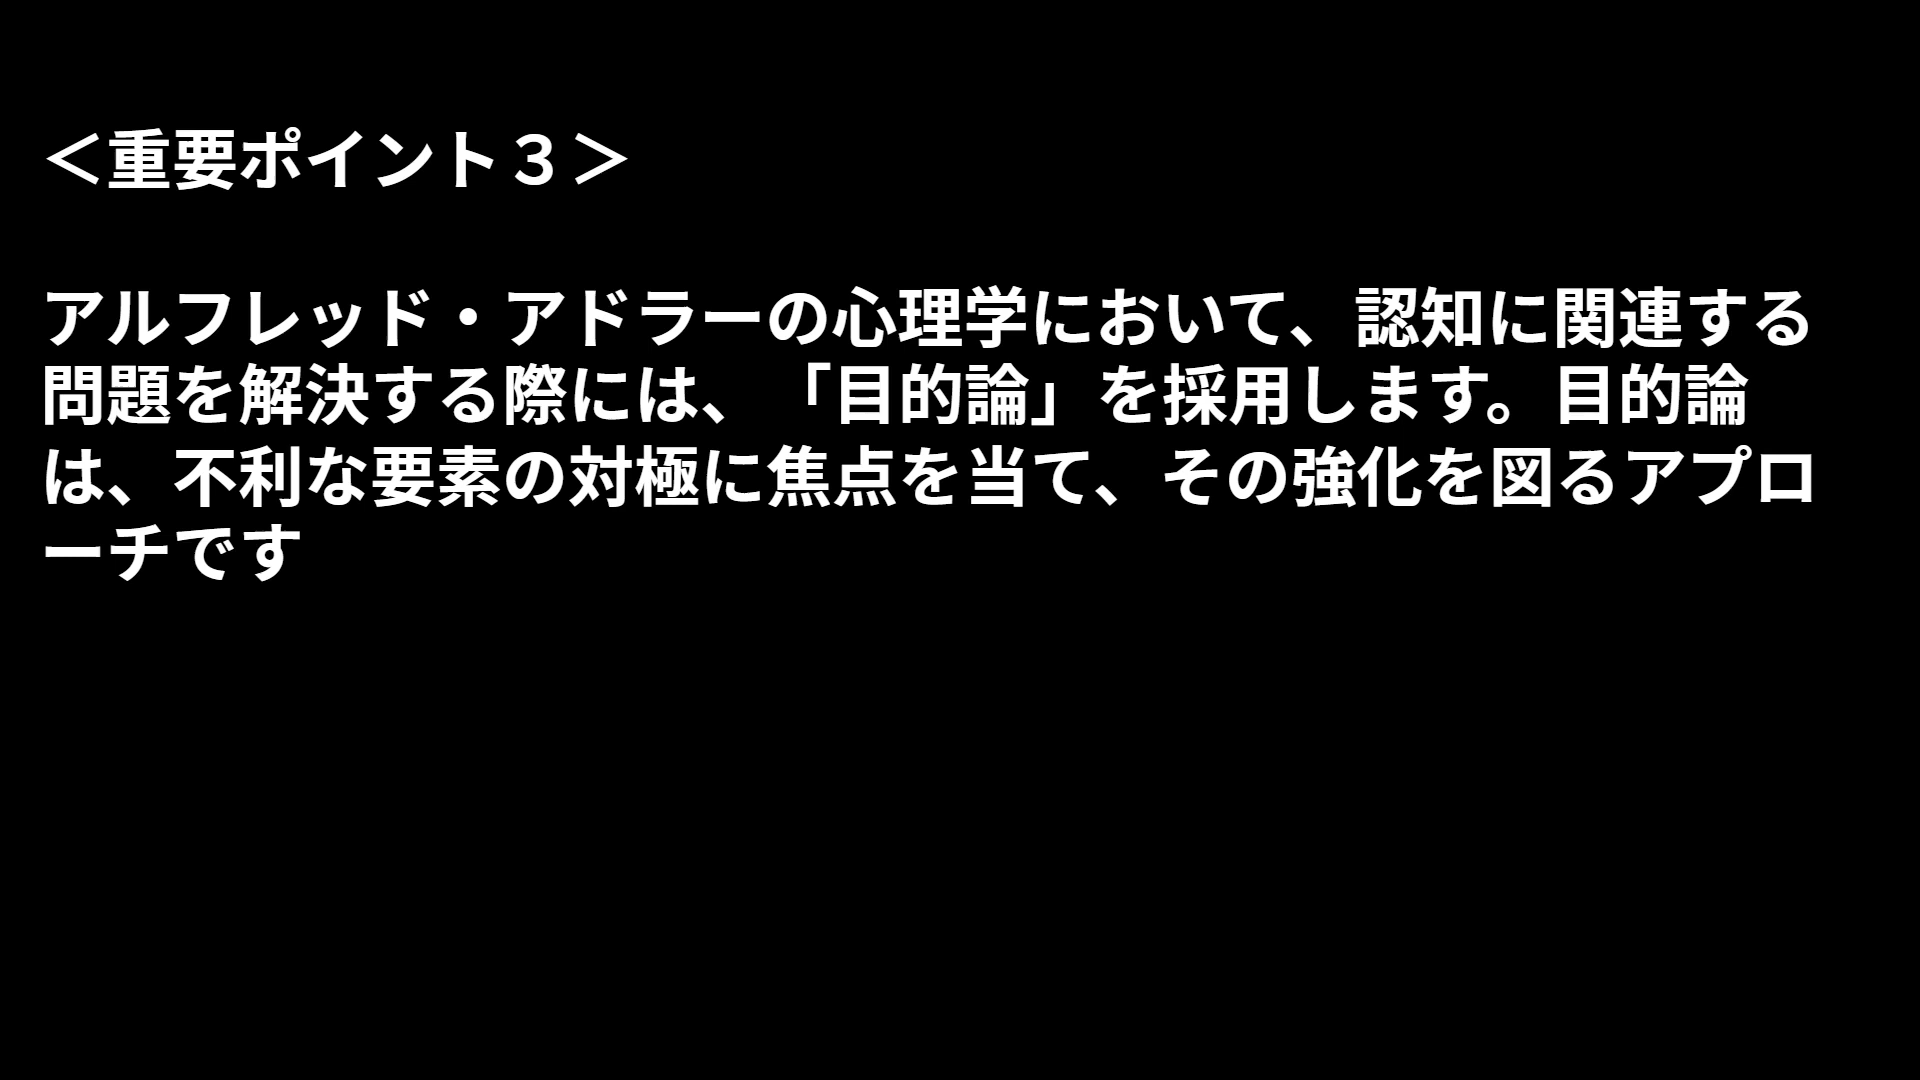 ＜重要ポイント３＞
アルフレッド・アドラーの心理学において、認知に関連する
問題を解決する際には、「目的論」を採用します。目的論
は、不利な要素の対極に焦点を当て、その強化を図るアプロ
ーチです